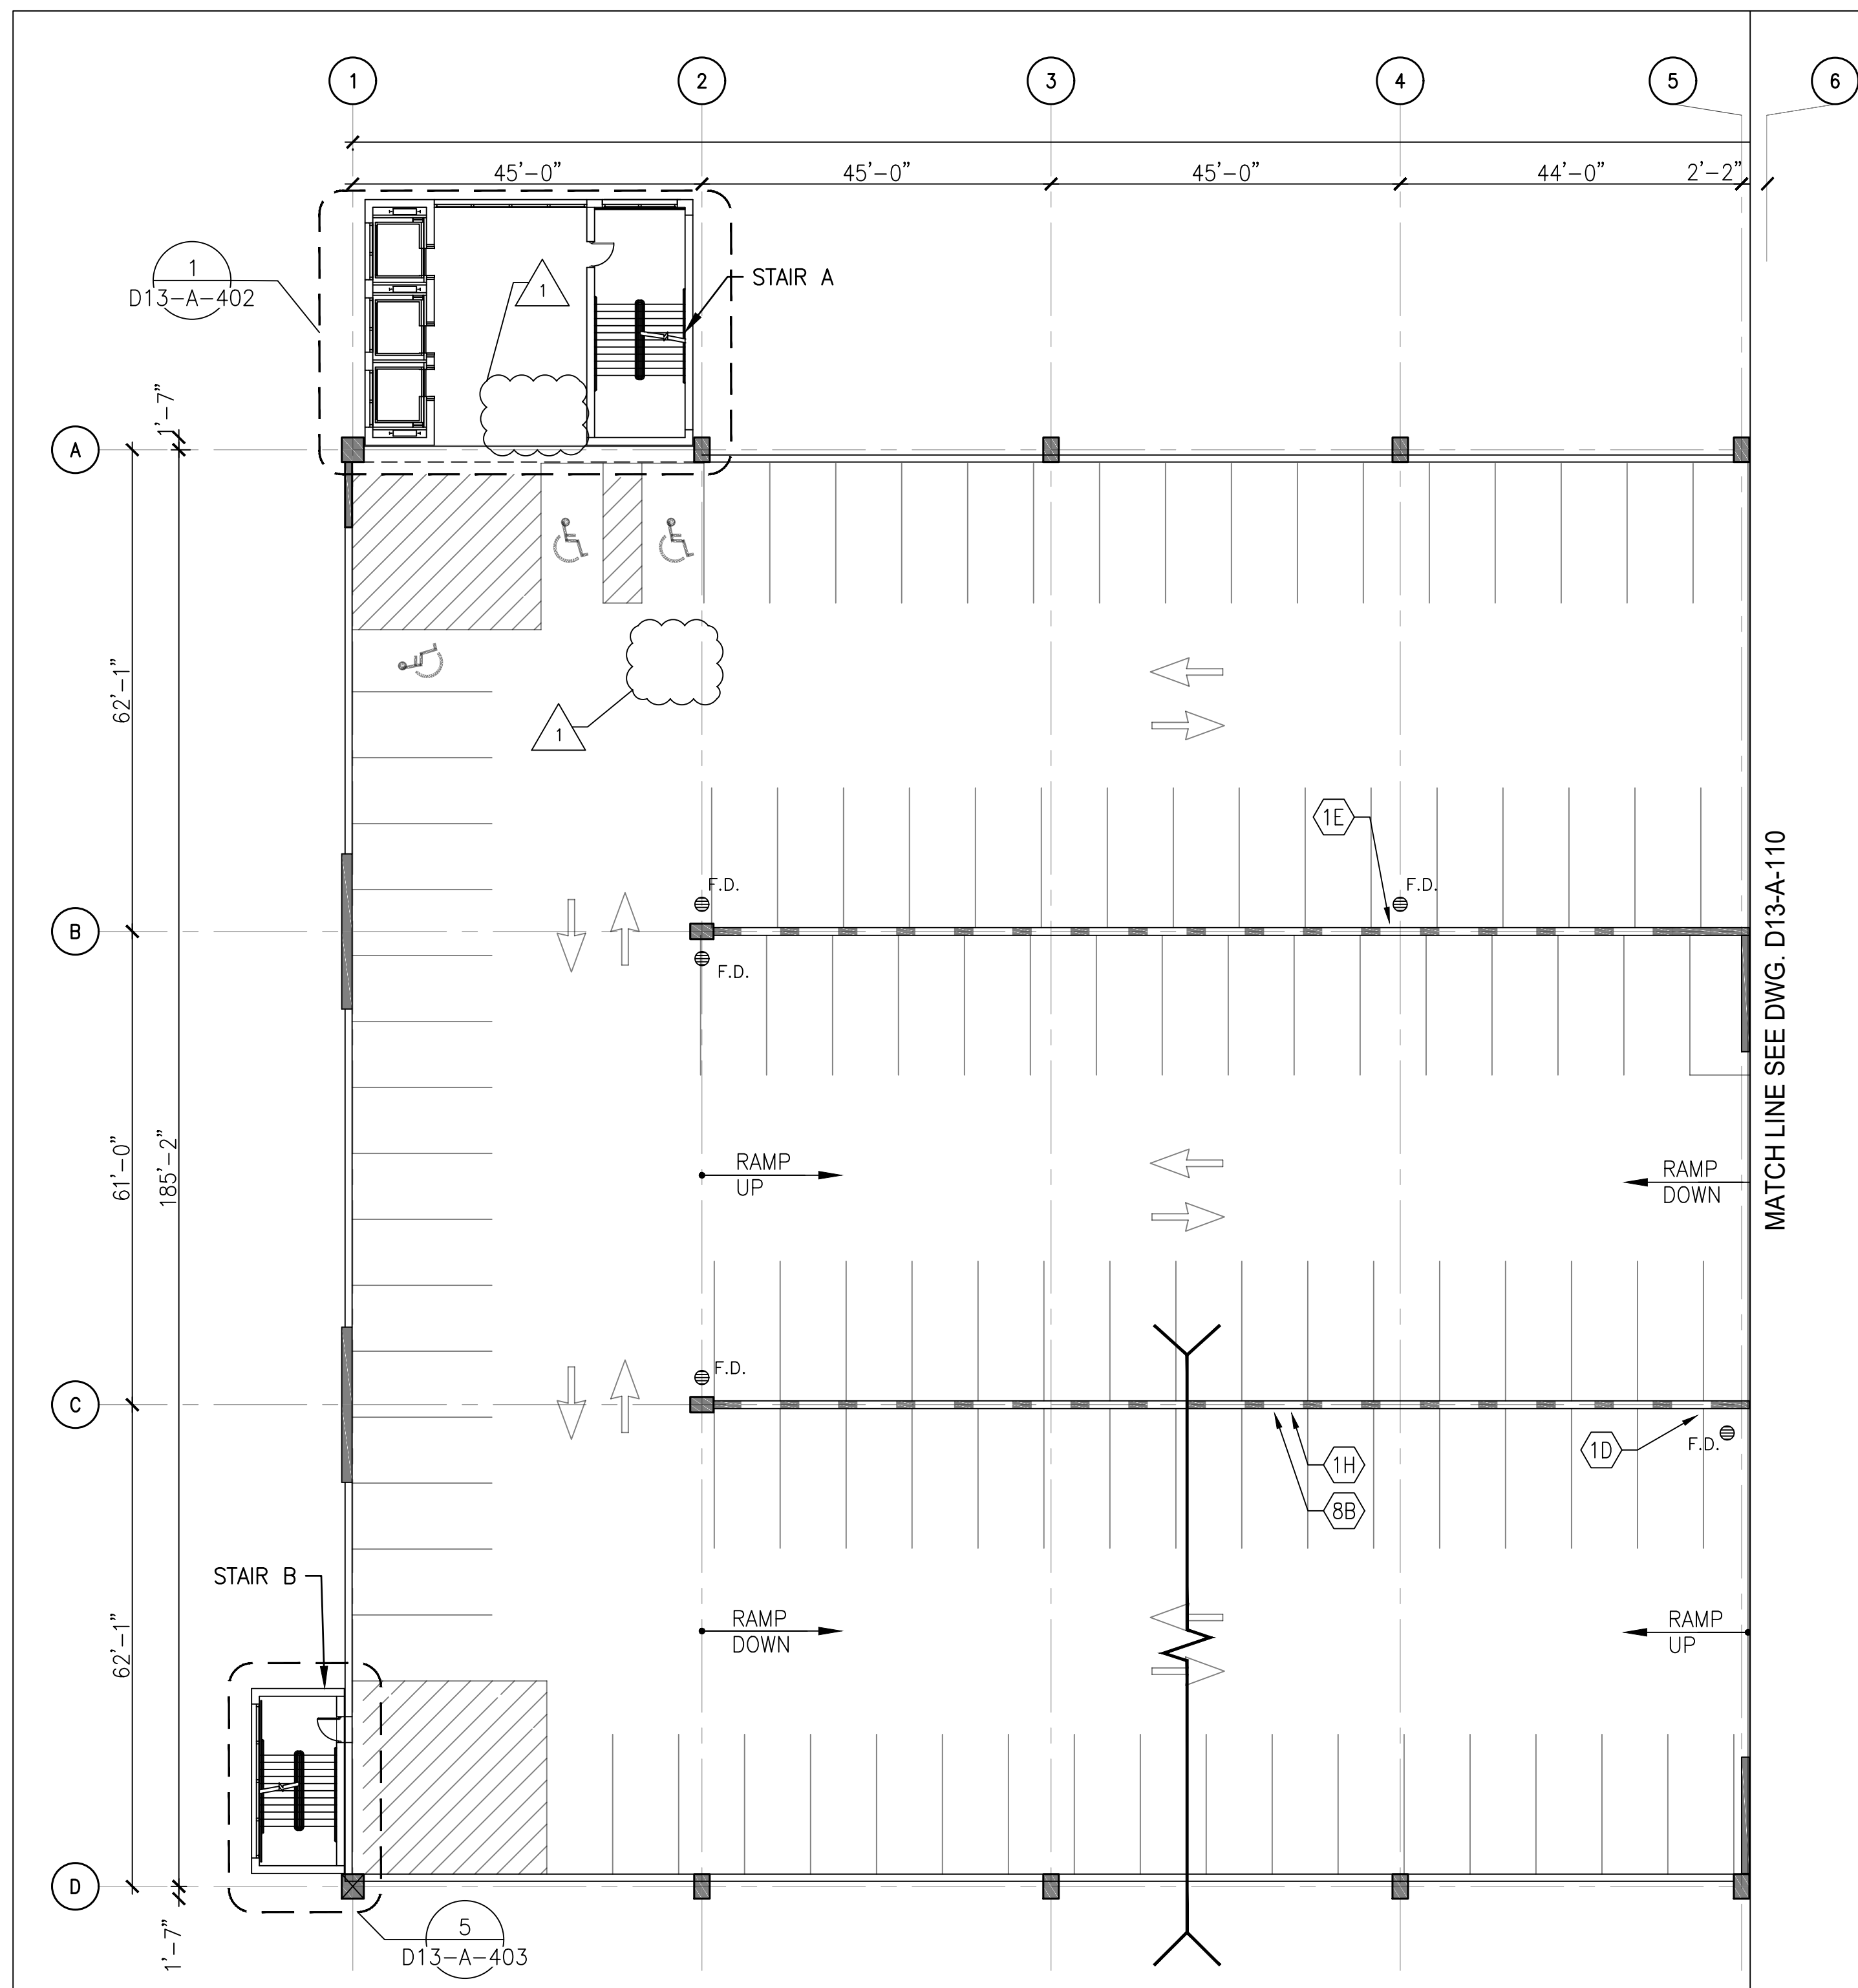 1
2
3
4
5
6
45'-0"
45'-0"
45'-0"
44'-0"
2'-2"
1
D13-A-402
1
STAIR A
1'-7"
A
62'-1"
1
1E
F.D.
F.D.
B
F.D.
MATCH LINE SEE DWG. D13-A-110
61'-0"
185'-2"
RAMP
UP
RAMP
DOWN
F.D.
C
1H
1D
F.D.
8B
STAIR B
62'-1"
RAMP
DOWN
RAMP
UP
D
1'-7"
5
D13-A-403